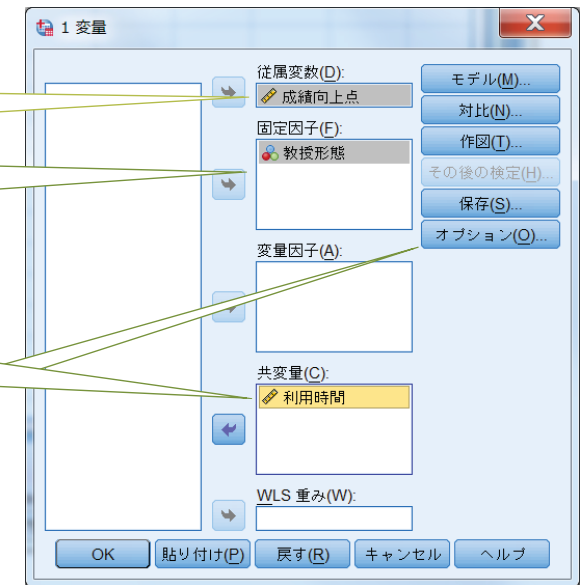 1 変量
従属変数(D):
成績向上点
固定因子(F):
教授形態
変量因子(A):
共変量(C):
利用時間
WLS 重み(W):
モデル(M)...
対比(N)...
作図(T)...
その後の検定(H)...
保存(S)...
オプション(O)...
OK
貼り付け(P)
戻す(R)
キャンセル
ヘルプ